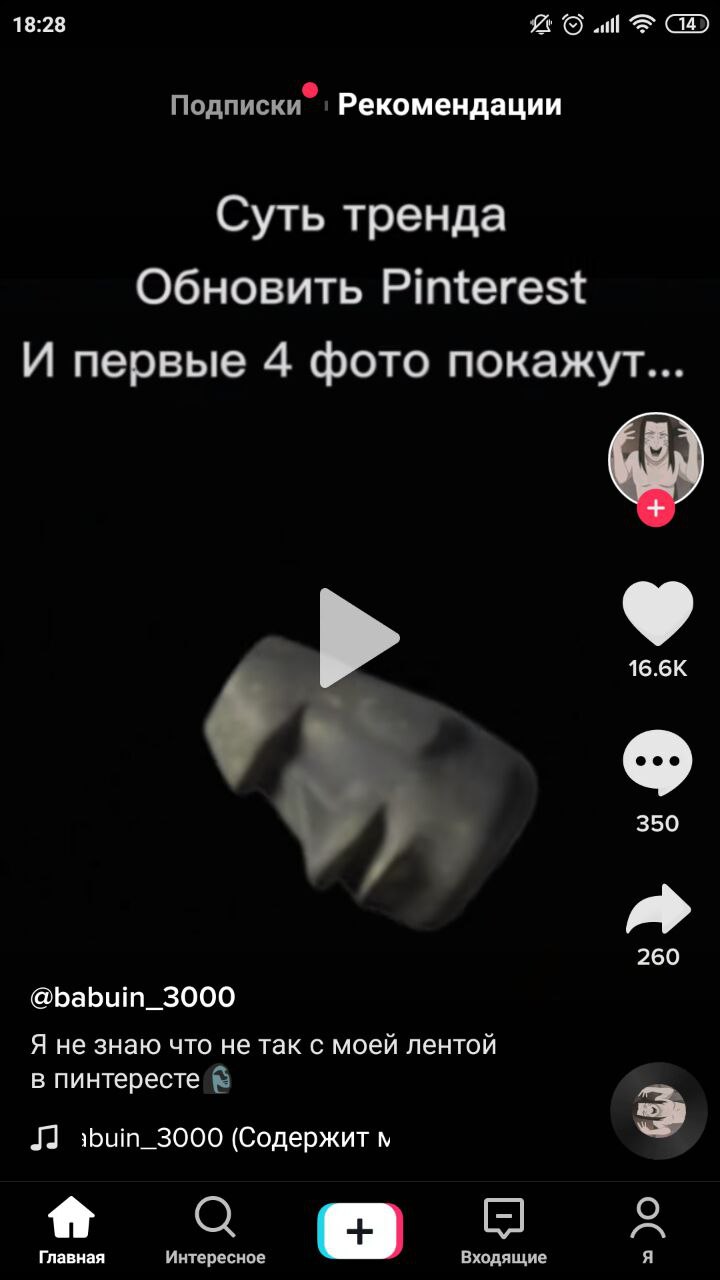 18:28
14
Подписки
Рекомендации
Суть тренда
Обновить Pinterest
И первые 4 фото покажут...
16.6K
350
260
@babuin_3000
Я не знаю что не так с моей лентой
в пинтересте🗿
buin_3000 (Содержит
Главная
Интересное
Входящие
Я